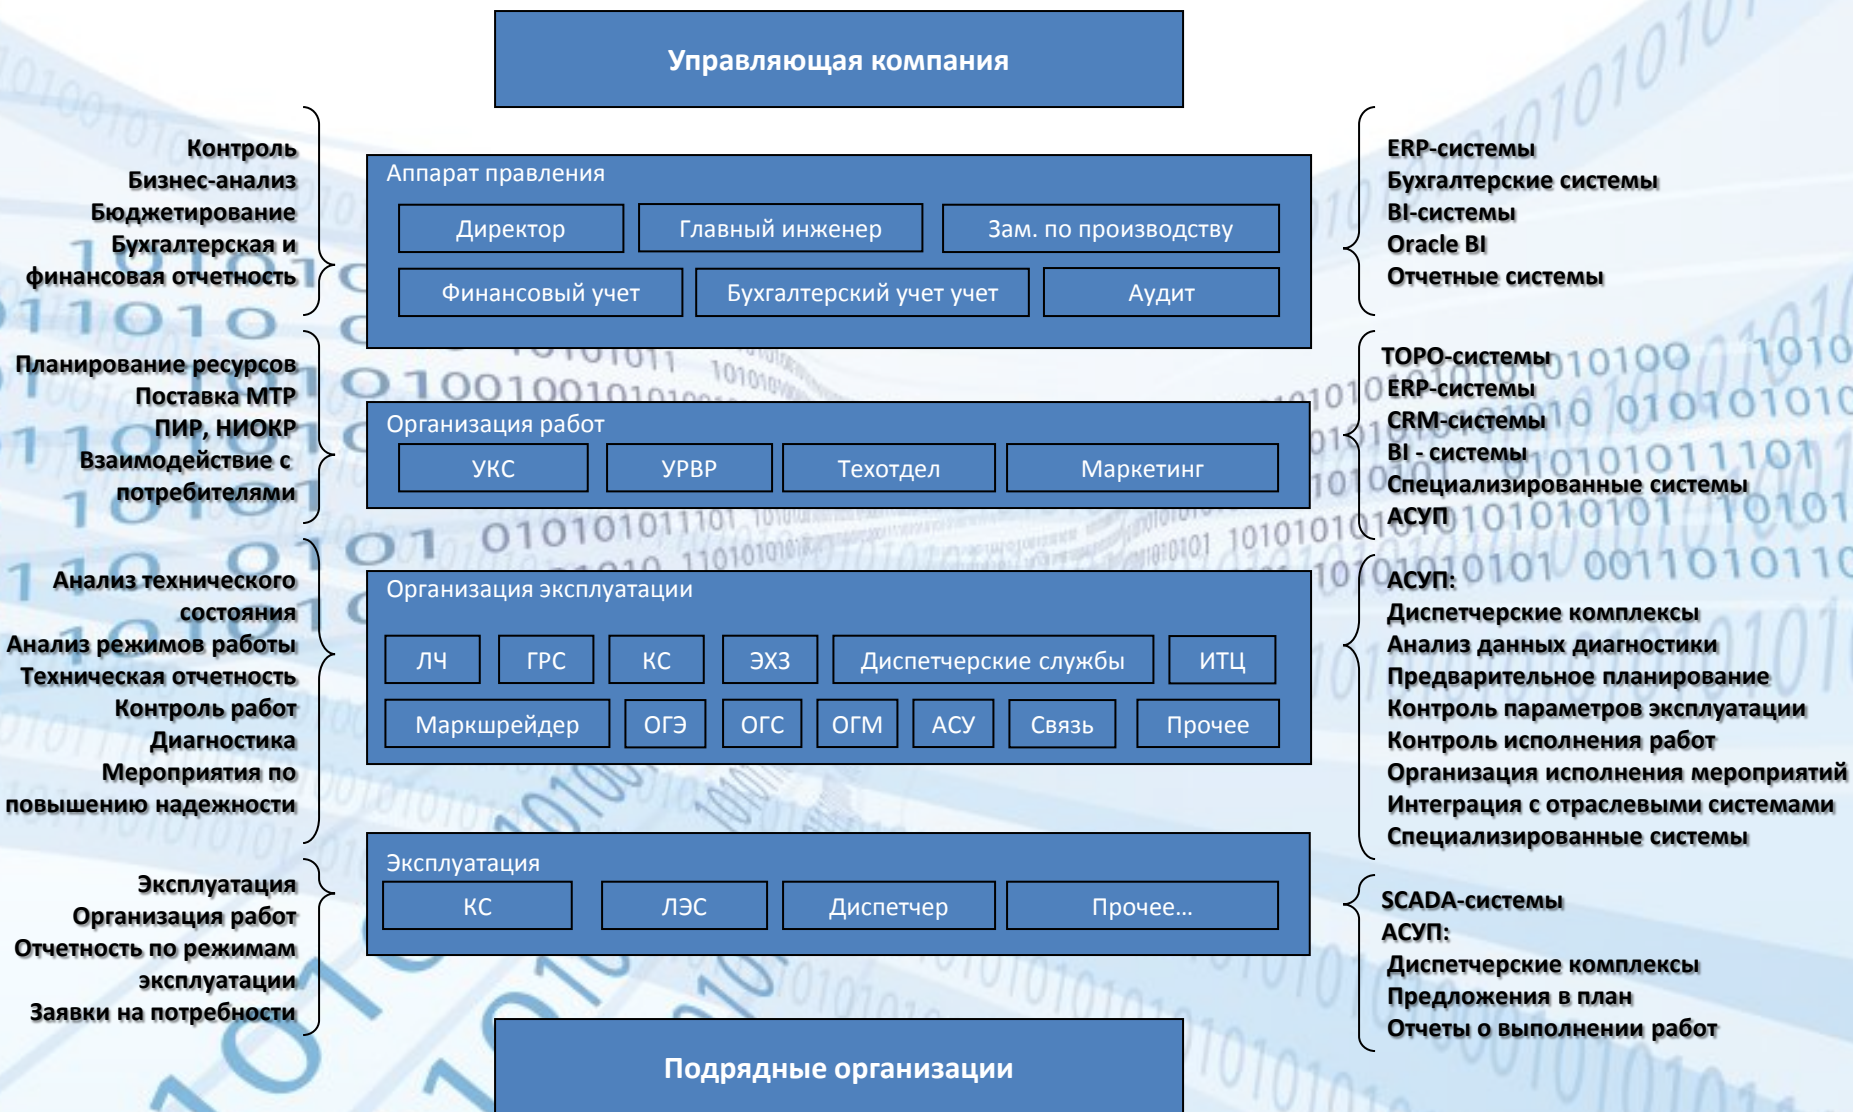 Управляющая компания
Контроль
Бизнес-анализ
Бюджетирование
Бухгалтерская и
финансовая отчетность
Аппарат правления
Директор
Главный инженер
Зам. по производству
Финансовый учет
Бухгалтерский учет учет
Аудит
ERP-системы
Бухгалтерские системы
BI-системы
Oracle BI
Отчетные системы
Планирование ресурсов
Поставка МТР
ПИР, НИОКР
Взаимодействие с
потребителями
Организация работ
УКС
УРВР
Техотдел
Маркетинг
ТОРО-системы
ERP-системы
CRM-системы
BI - системы
Специализированные системы
АСУП
Анализ технического
состояния
Анализ режимов работы
Техническая отчетность
Контроль работ
Диагностика
Мероприятия по
повышению надежности
Организация эксплуатации
ЛЧ
ГРС
КС
ЭХЗ
Диспетчерские службы
ИТЦ
Маркшрейдер
ОГЭ
ОГС
ОГМ
АСУ
Связь
Прочее
АСУП:
Диспетчерские комплексы
Анализ данных диагностики
Предварительное планирование
Контроль параметров эксплуатации
Контроль исполнения работ
Организация исполнения мероприятий
Интеграция с отраслевыми системами
Специализированные системы
Эксплуатация
Организация работ
Отчетность по режимам
эксплуатации
Заявки на потребности
Эксплуатация
КС
ЛЭС
Диспетчер
Прочее...
SCADA-системы
АСУП:
Диспетчерские комплексы
Предложения в план
Отчеты о выполнении работ
Подрядные организации